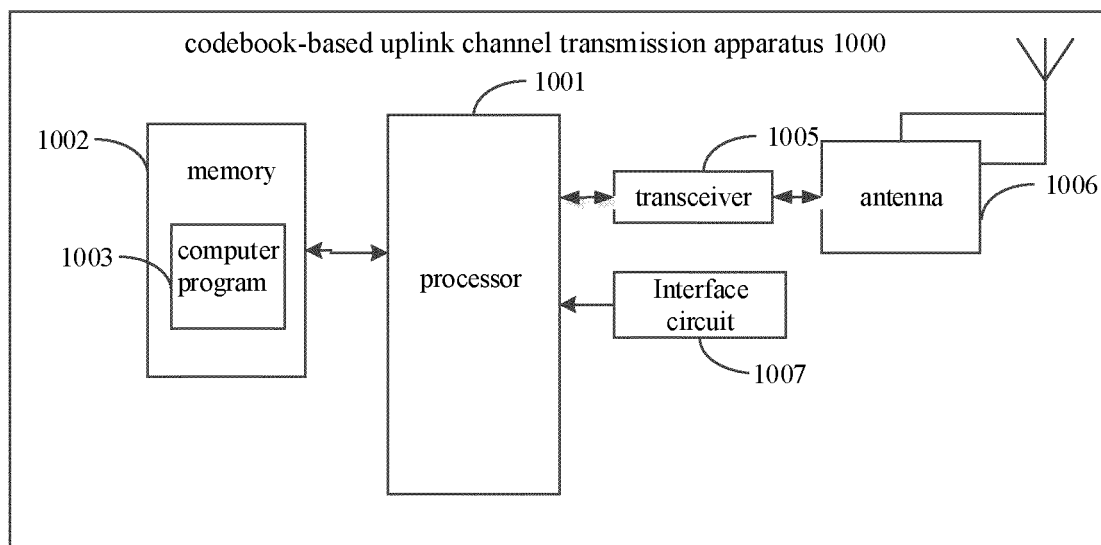 codebook-based uplink channel transmission apparatus 1000
1001
1002
memory
1003
computer
program
processor
1005
transceiver
antenna
1006
Interface
circuit
1007